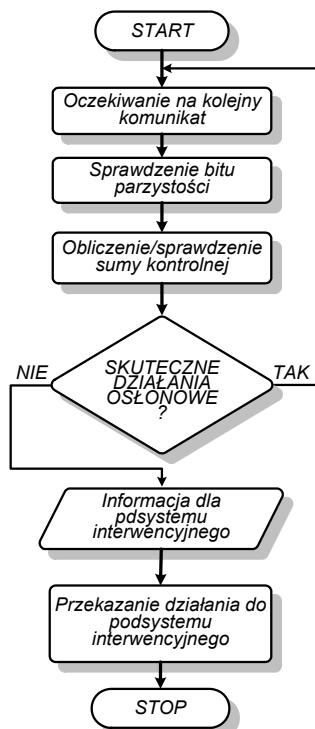 START
Oczekiwanie na kolejny
komunikat
Sprawdzenie bitu
parzystości
Obliczenie/sprawdzenie
sumy kontrolnej
NIE
SKUTECZNE
DZIAŁANIA
OSŁONOWE
?
TAK
Informacja dla
pdsystemu
interwencyjnego
Przekazanie działania do
podsystemu
interwencyjnego
STOP